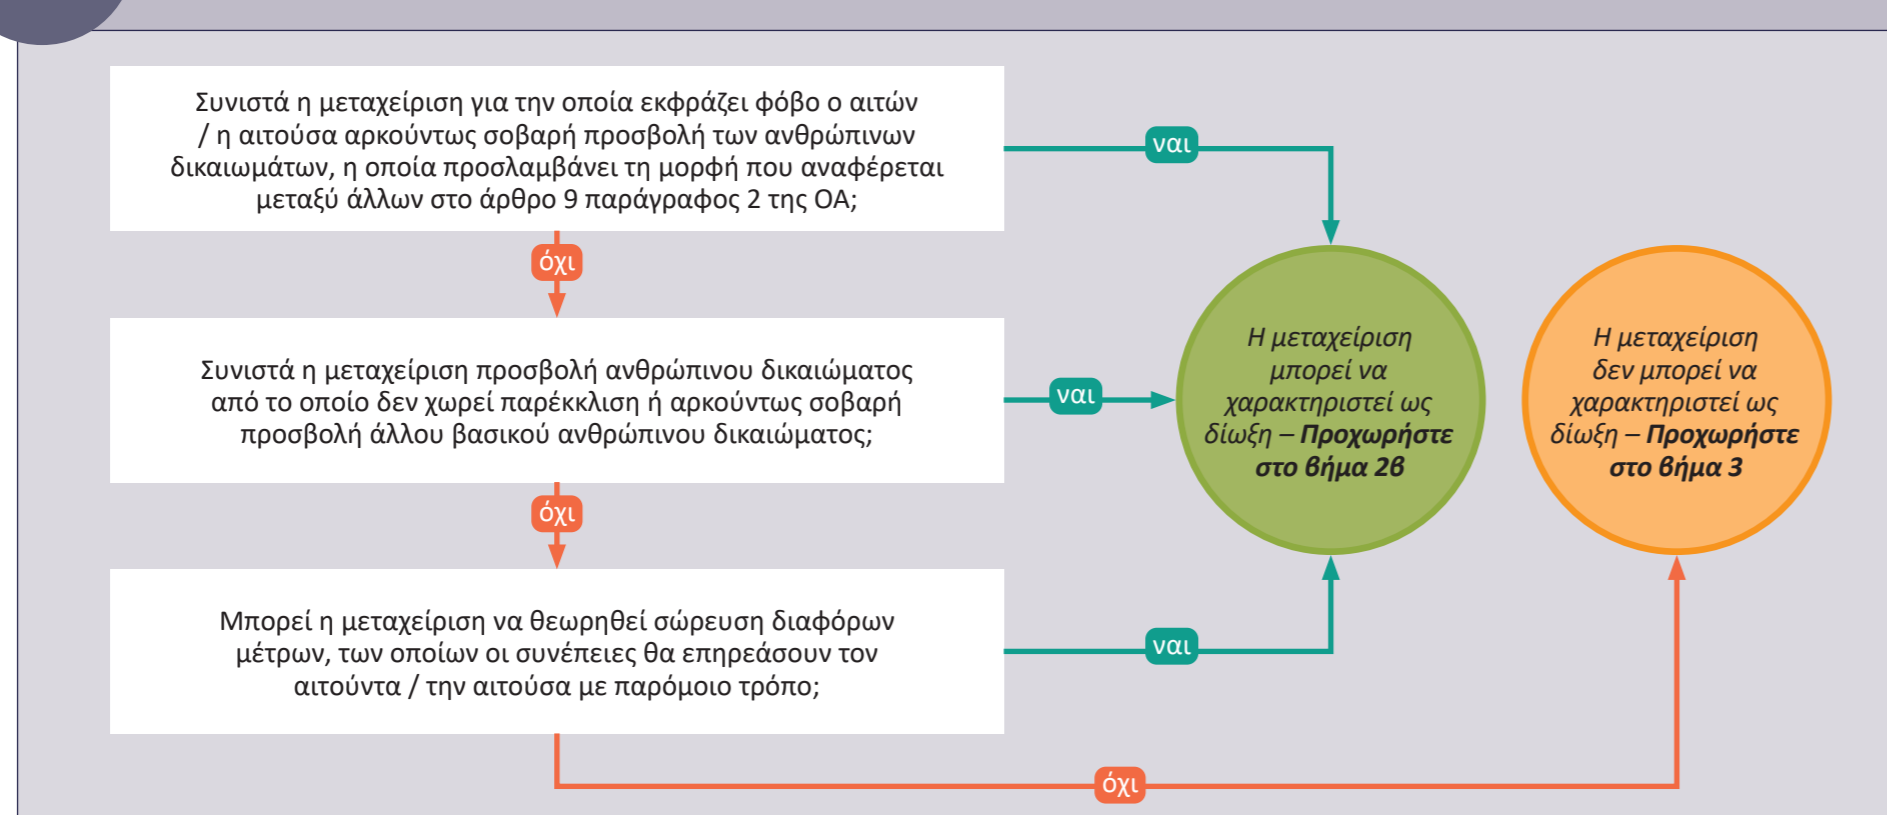 Συνιστά η μεταχείριση για την οποία εκφράζει φόβο ο αιτών
/ η αιτούσα αρκούντως σοβαρή προσβολή των ανθρώπινων
δικαιωμάτων, η οποία προσλαμβάνει τη μορφή που αναφέρεται
μεταξύ άλλων στο άρθρο 9 παράγραφος 2 της ΟΑ;
ναι
όχι
Συνιστά η μεταχείριση προσβολή ανθρώπινου δικαιώματος
από το οποίο δεν χωρεί παρέκκλιση ή αρκούντως σοβαρή
προσβολή άλλου βασικού ανθρώπινου δικαιώματος;
ναι
όχι
Μπορεί η μεταχείριση να θεωρηθεί σώρευση διαφόρων
μέτρων, των οποίων οι συνέπειες θα επηρεάσουν τον
αιτούντα / την αιτούσα με παρόμοιο τρόπο;
ναι
όχι
Η μεταχείριση
μπορεί να
χαρακτηριστεί ως
δίωξη – Προχωρήστε
στο βήμα 2β
Η μεταχείριση
δεν μπορεί να
χαρακτηριστεί ως
δίωξη – Προχωρήστε
στο βήμα 3